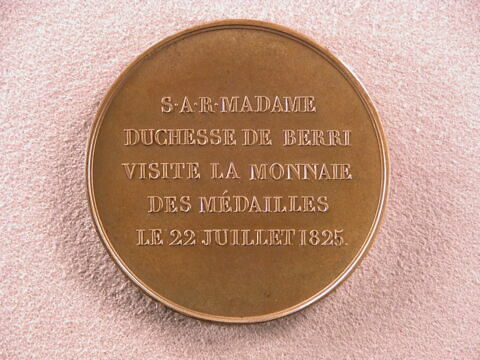 S·A·R·MADAME
DUCHESSE DE BERRI
VISITE LA MONNAIE
DES MÉDAILLES
LE 22 JUILLET 1825.